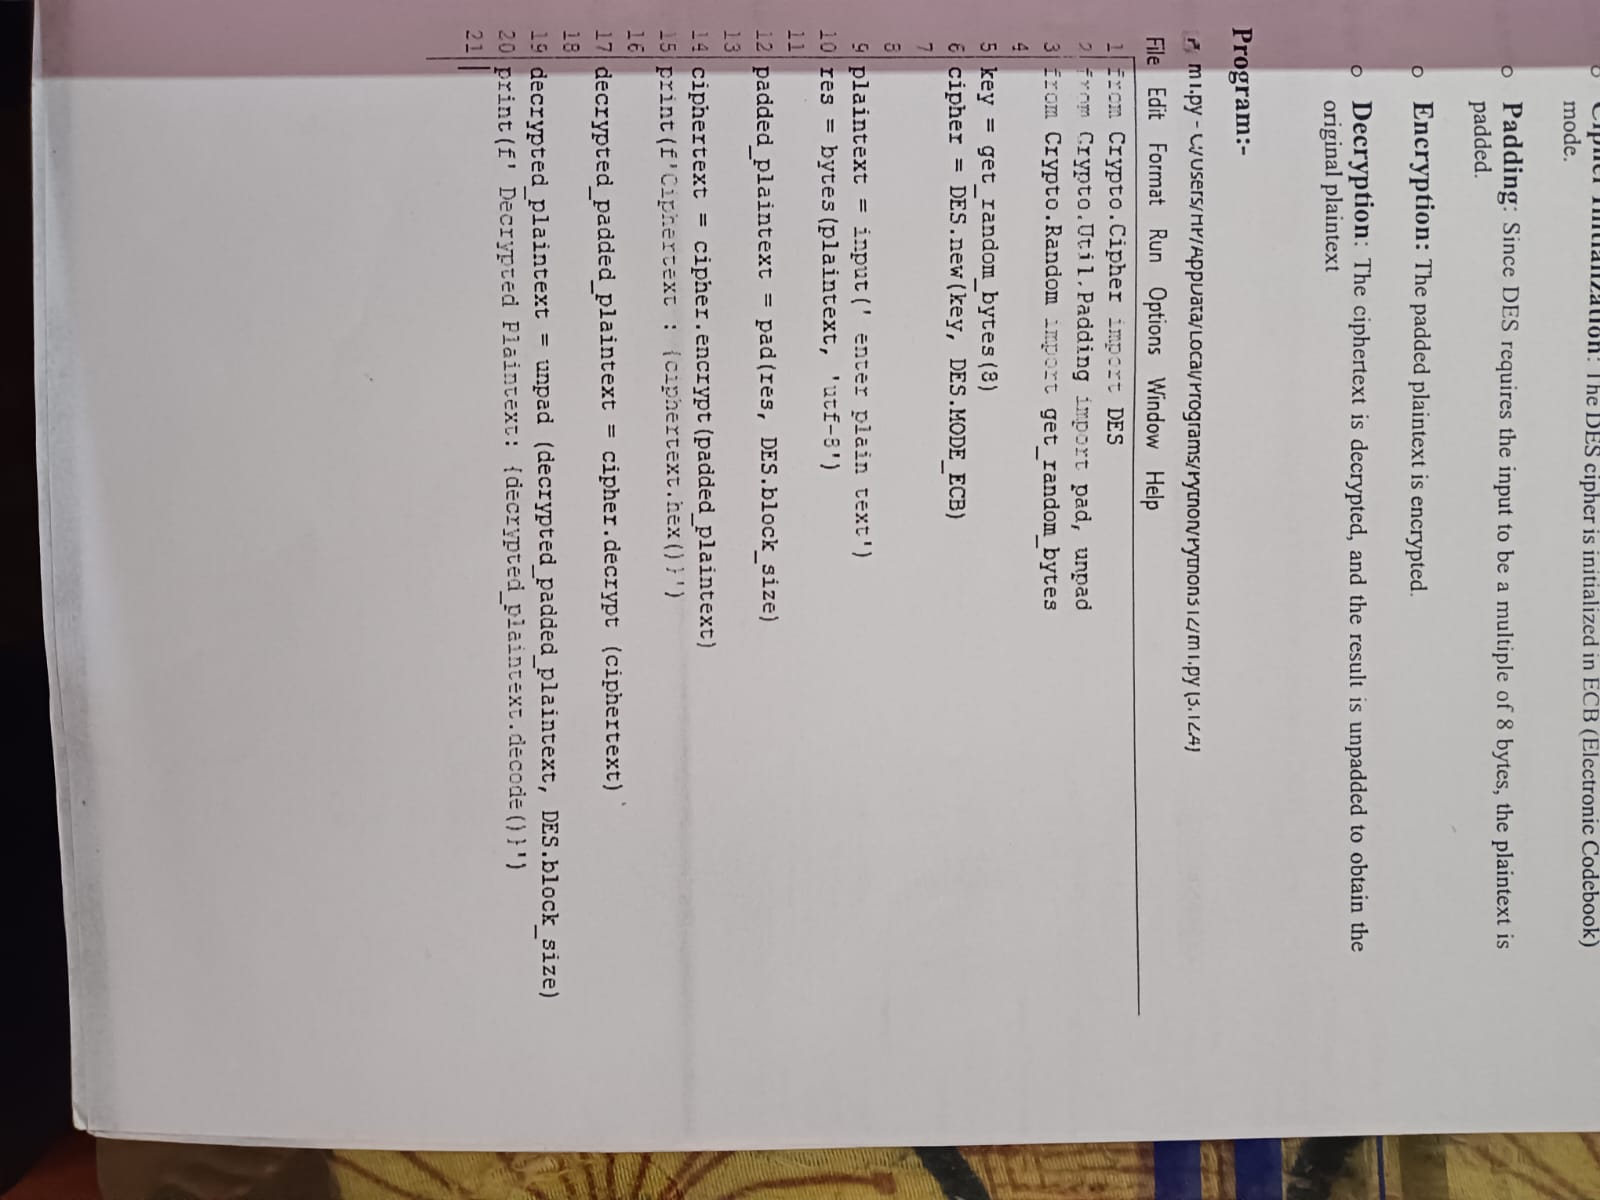 Cipher Initialization: The DES cipher is initialized in ECB (Electronic Codebook)
mode.
o Padding: Since DES requires the input to be a multiple of 8 bytes, the plaintext is
padded.
o Encryption: The padded plaintext is encrypted.
o Decryption: The ciphertext is decrypted, and the result is unpadded to obtain the
original plaintext
Program:-
m1.py - C:/Users/HP/AppData/Local/Programs/Python/Python312/m1.py (3.12.4)
File Edit Format Run Options Window Help
1 from Crypto.Cipher import DES
2 from Crypto.Util.Padding import pad, unpad
3 from Crypto.Random import get_random_bytes
4
5 key = get_random_bytes(8)
6 cipher = DES.new(key, DES.MODE_ECB)
7
8
9 plaintext = input(' enter plain text')
10 res = bytes(plaintext, 'utf-8')
11
12 padded_plaintext = pad(res, DES.block_size)
13
14 ciphertext = cipher.encrypt(padded_plaintext)
15 print(f'Ciphertext : {ciphertext.hex()}')
16
17 decrypted_padded_plaintext = cipher.decrypt (ciphertext)
18
19 decrypted_plaintext = unpad (decrypted_padded_plaintext, DES.block_size)
20 print(f' Decrypted Plaintext: {decrypted_plaintext.decode()}')
21